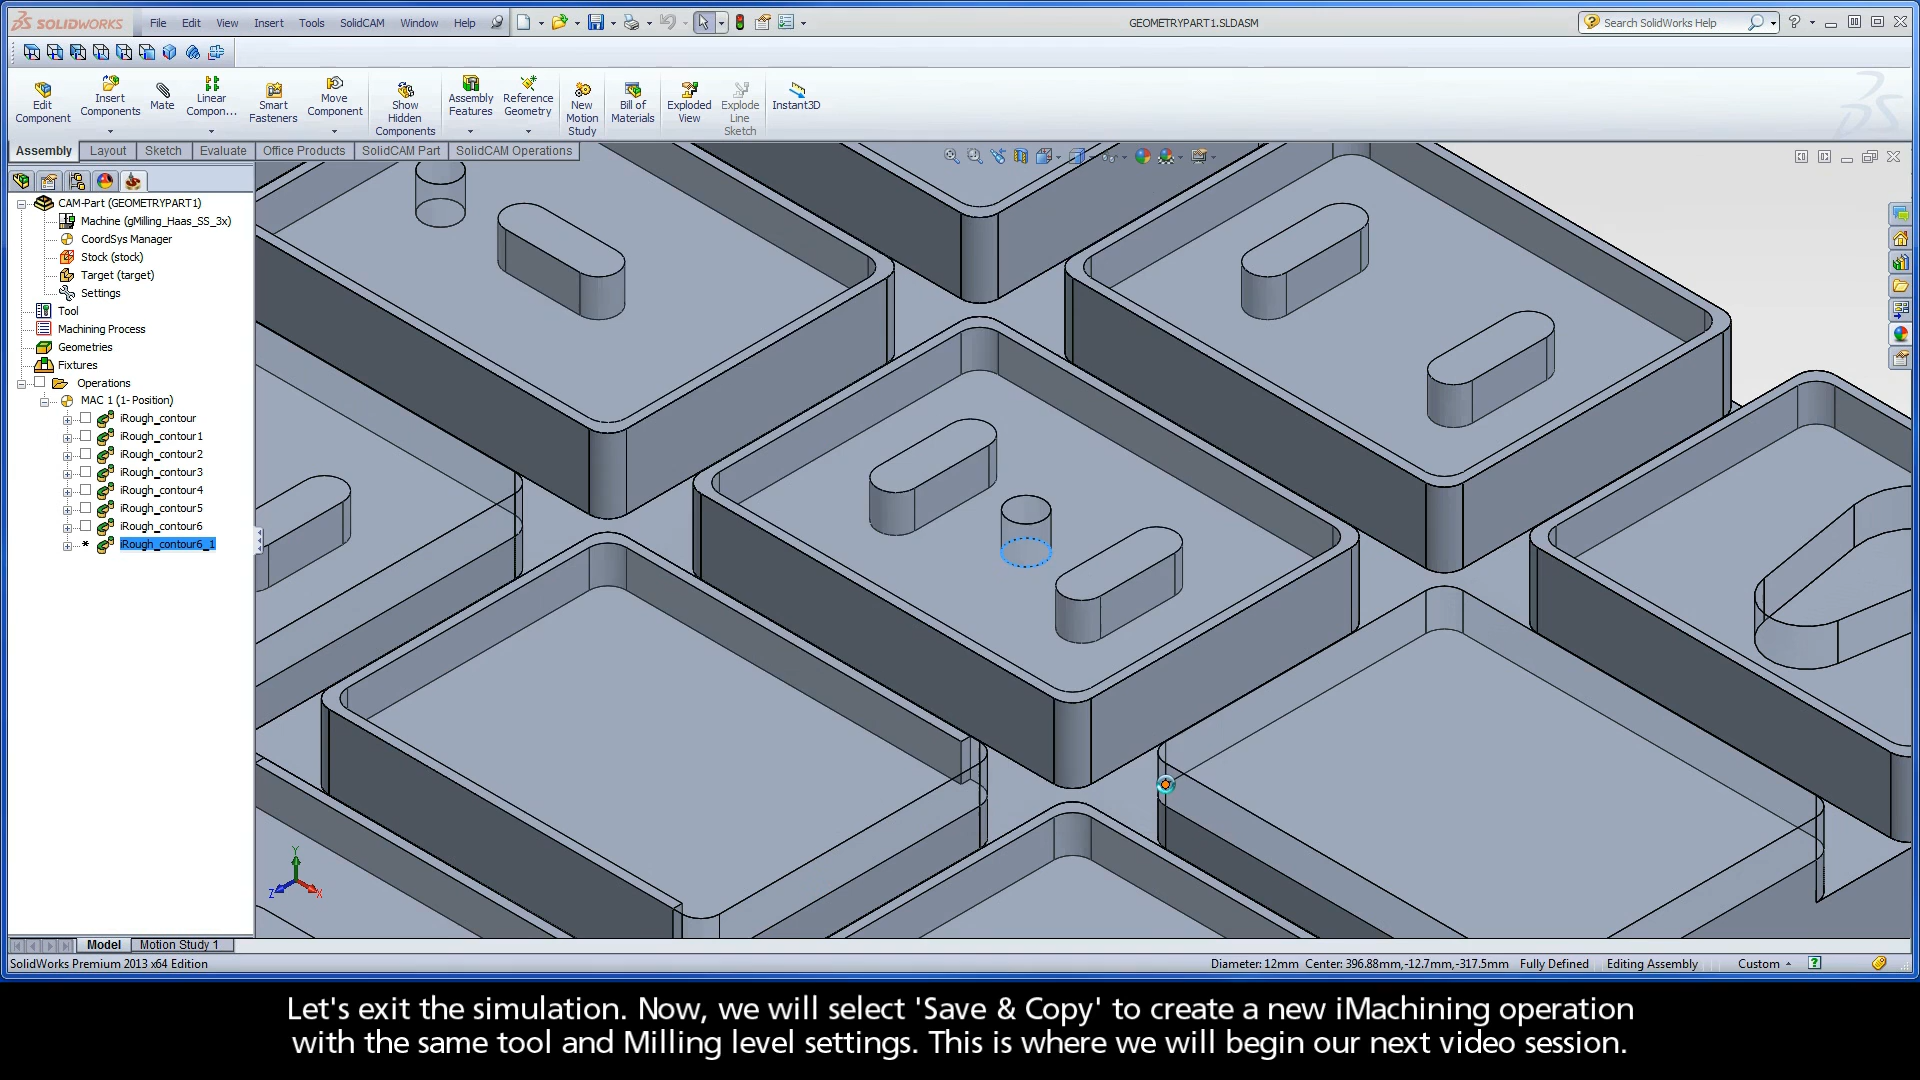 SOLIDWORKS
File Edit View Insert Tools SolidCAM Window Help
GEOMETRYPART1.SLDASM
Search SolidWorks Help
Edit Component
Insert Components
Mate
Linear Compon...
Smart Fasteners
Move Component
Show Hidden Components
Assembly Features
Reference Geometry
New Motion Study
Bill of Materials
Exploded View
Explode Line Sketch
Instant3D
Assembly Layout Sketch Evaluate Office Products SolidCAM Part SolidCAM Operations
CAM-Part (GEOMETRYPART1)
Machine (gMilling_Haas_SS_3x)
CoordSys Manager
Stock (stock)
Target (target)
Settings
Tool
Machining Process
Geometries
Fixtures
Operations
MAC 1 (1- Position)
iRough_contour
iRough_contour1
iRough_contour2
iRough_contour3
iRough_contour4
iRough_contour5
iRough_contour6
* iRough_contour6_1
Y
Z X
Model Motion Study 1
SolidWorks Premium 2013 x64 Edition
Diameter: 12mm Center: 396.88mm,-12.7mm,-317.5mm Fully Defined Editing Assembly Custom
Let's exit the simulation. Now, we will select 'Save & Copy' to create a new iMachining operation
with the same tool and Milling level settings. This is where we will begin our next video session.